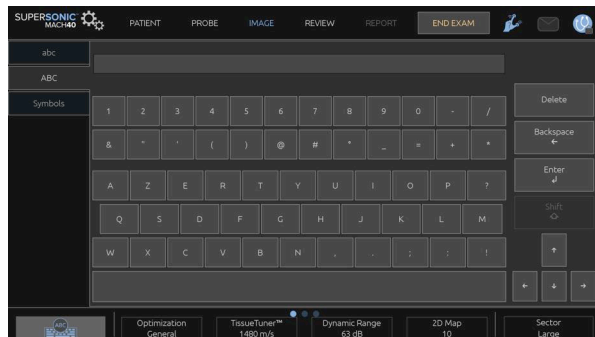 SUPERSONIC
MACH40
PATIENT PROBE IMAGE REVIEW REPORT END EXAM
abc
ABC
Symbols
1 2 3 4 5 6 7 8 9 0 - /
& " ' ( ) @ # * _ = + *
A Z E R T Y U I O P ?
Q S D F G H J K L M
W X C V B N , . ; : !
Delete
Backspace
←
Enter
↲
Shift
↑
← ↓ →
ABC
Optimization
General
TissueTuner™
1480 m/s
Dynamic Range
63 dB
2D Map
10
Sector
Large